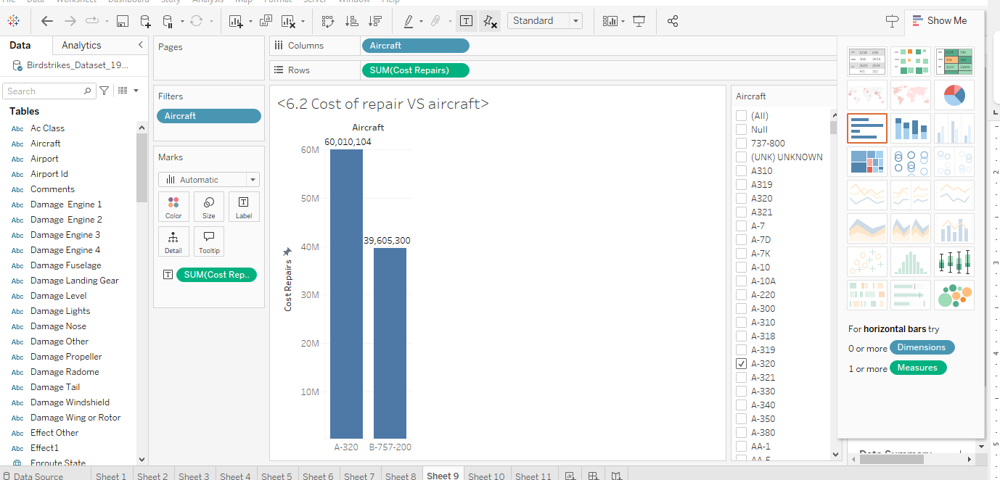 File Data Worksheet Dashboard Story Analysis Map Format Server Window Help
Standard
Show Me
Data
Analytics
Birdstrikes_Dataset_19...
Search
Tables
Abc Ac Class
Abc Aircraft
Abc Airport
Abc Airport Id
Abc Comments
Abc Damage Engine 1
Abc Damage Engine 2
Abc Damage Engine 3
Abc Damage Engine 4
Abc Damage Fuselage
Abc Damage Landing Gear
Abc Damage Level
Abc Damage Lights
Abc Damage Nose
Abc Damage Other
Abc Damage Propeller
Abc Damage Radome
Abc Damage Tail
Abc Damage Windshield
Abc Damage Wing or Rotor
Abc Effect Other
Abc Effect1
Enroute State
Pages
Filters
Aircraft
Marks
Automatic
Color
Size
Label
Detail
Tooltip
SUM(Cost Rep..
Columns
Aircraft
Rows
SUM(Cost Repairs)
<6.2 Cost of repair VS aircraft>
Aircraft
60,010,104
60M
50M
39,605,300
40M
30M
20M
10M
Cost Repairs
A-320
B-757-200
Aircraft
(All)
Null
737-800
(UNK) UNKNOWN
A310
A319
A320
A321
A-7
A-7D
A-7K
A-10
A-10A
A-220
A-300
A-310
A-318
A-319
A-320
A-321
A-330
A-340
A-350
A-380
AA-1
AA-5
For horizontal bars try
0 or more Dimensions
1 or more Measures
Data Summary
2
3
4
5
Data Source
Sheet 1
Sheet 2
Sheet 3
Sheet 4
Sheet 5
Sheet 6
Sheet 7
Sheet 8
Sheet 9
Sheet 10
Sheet 11